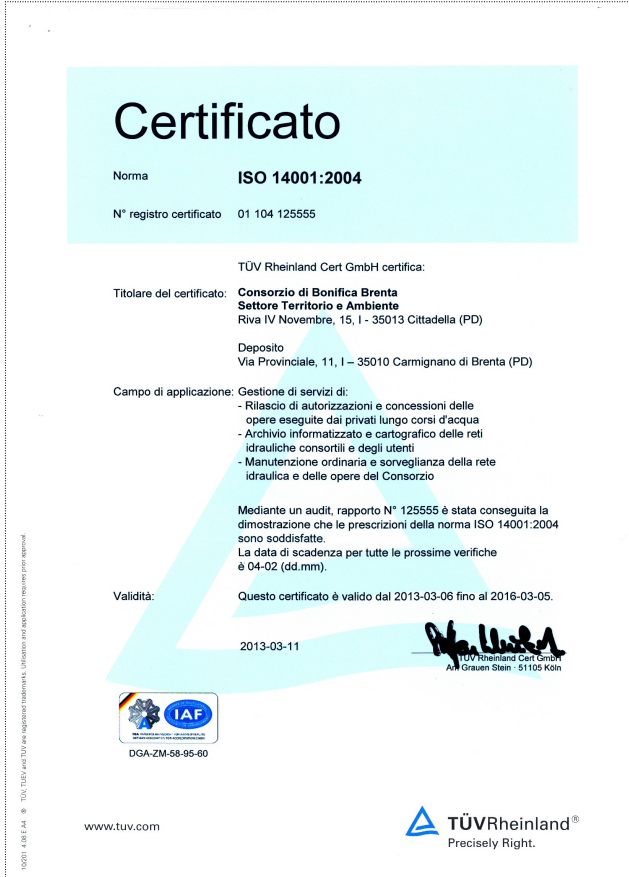 Certificato
Norma ISO 14001:2004
N° registro certificato 01 104 125555
TÜV Rheinland Cert GmbH certifica:
Titolare del certificato: Consorzio di Bonifica Brenta
Settore Territorio e Ambiente
Riva IV Novembre, 15, I - 35013 Cittadella (PD)
Deposito
Via Provinciale, 11, I – 35010 Carmignano di Brenta (PD)
Campo di applicazione: Gestione di servizi di:
- Rilascio di autorizzazioni e concessioni delle
opere eseguite dai privati lungo corsi d'acqua
- Archivio informatizzato e cartografico delle reti
idrauliche consortili e degli utenti
- Manutenzione ordinaria e sorveglianza della rete
idraulica e delle opere del Consorzio
Mediante un audit, rapporto N° 125555 è stata conseguita la
dimostrazione che le prescrizioni della norma ISO 14001:2004
sono soddisfatte.
La data di scadenza per tutte le prossime verifiche
è 04-02 (dd.mm).
Validità: Questo certificato è valido dal 2013-03-06 fino al 2016-03-05.
2013-03-11
TÜV Rheinland Cert GmbH
Am Grauen Stein · 51105 Köln
IAF
DGA-ZM-58-95-60
www.tuv.com
TÜVRheinland®
Precisely Right.
10/201 4.08 E A4 ® TÜV, TUEV and TUV are registered trademarks. Utilisation and application requires prior approval.